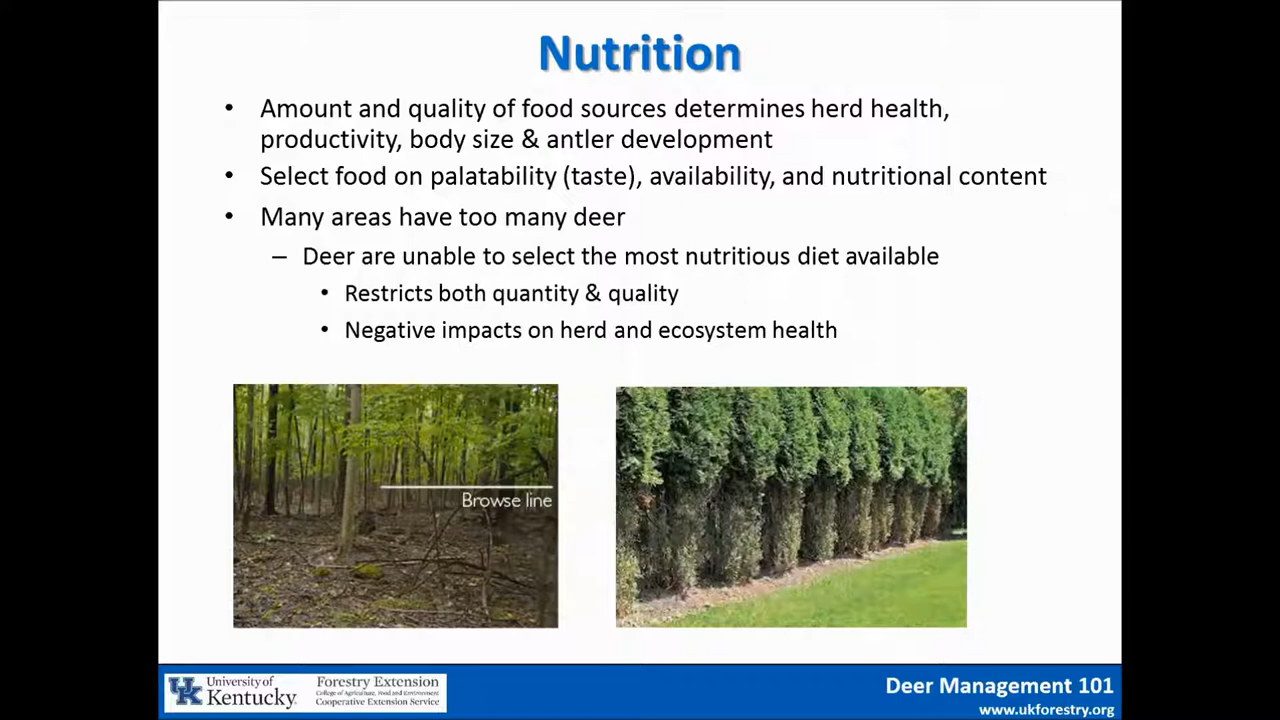 Nutrition
• Amount and quality of food sources determines herd health,
productivity, body size & antler development
• Select food on palatability (taste), availability, and nutritional content
• Many areas have too many deer
– Deer are unable to select the most nutritious diet available
• Restricts both quantity & quality
• Negative impacts on herd and ecosystem health
Browse line
UK
University of
Kentucky
Forestry Extension
College of Agriculture, Food and Environment
Cooperative Extension Service
Deer Management 101
www.ukforestry.org